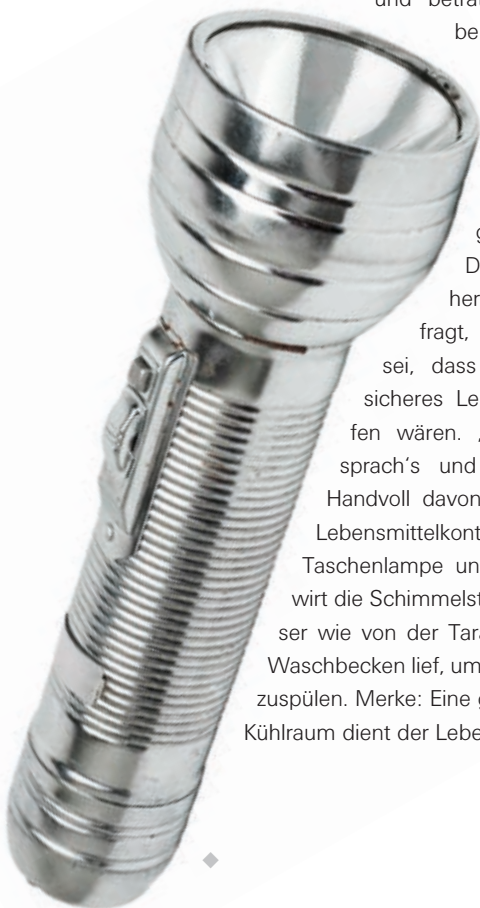 und betrat
be
g
D
her
fragt,
sei, dass
sicheres Le
fen wären. „
sprach‘s und
Handvoll davon
Lebensmittelkont
Taschenlampe un
wirt die Schimmelst
ser wie von der Tara
Waschbecken lief, um
zuspülen. Merke: Eine g
Kühlraum dient der Lebe